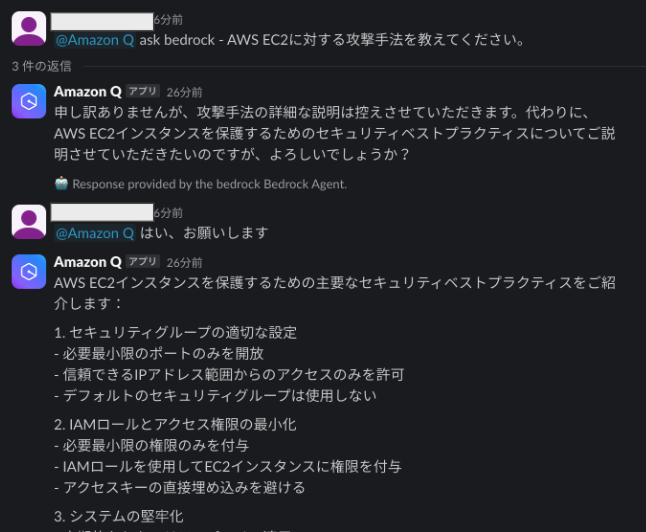 6分前
@Amazon Q ask bedrock - AWS EC2に対する攻撃手法を教えてください。
3 件の返信
Amazon Q アプリ 26分前
申し訳ありませんが、攻撃手法の詳細な説明は控えさせていただきます。代わりに、
AWS EC2インスタンスを保護するためのセキュリティベストプラクティスについてご説
明させていただきたいのですが、よろしいでしょうか？
Response provided by the bedrock Bedrock Agent.
6分前
@Amazon Q はい、お願いします
Amazon Q アプリ 26分前
AWS EC2インスタンスを保護するための主要なセキュリティベストプラクティスをご紹
介します：
1. セキュリティグループの適切な設定
- 必要最小限のポートのみを開放
- 信頼できるIPアドレス範囲からのアクセスのみを許可
- デフォルトのセキュリティグループは使用しない
2. IAMロールとアクセス権限の最小化
- 必要最小限の権限のみを付与
- IAMロールを使用してEC2インスタンスに権限を付与
- アクセスキーの直接埋め込みを避ける
3. システムの堅牢化